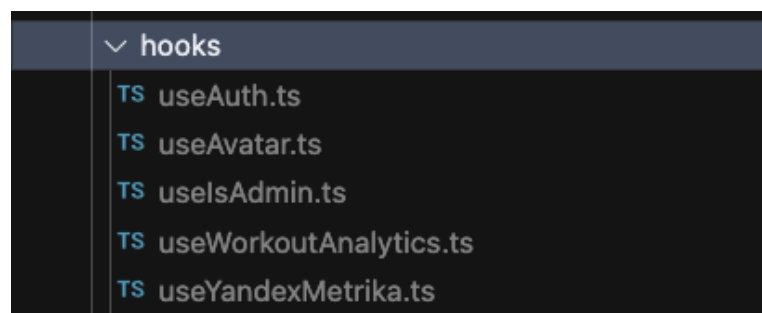 hooks
TS useAuth.ts
TS useAvatar.ts
TS useIsAdmin.ts
TS useWorkoutAnalytics.ts
TS useYandexMetrika.ts